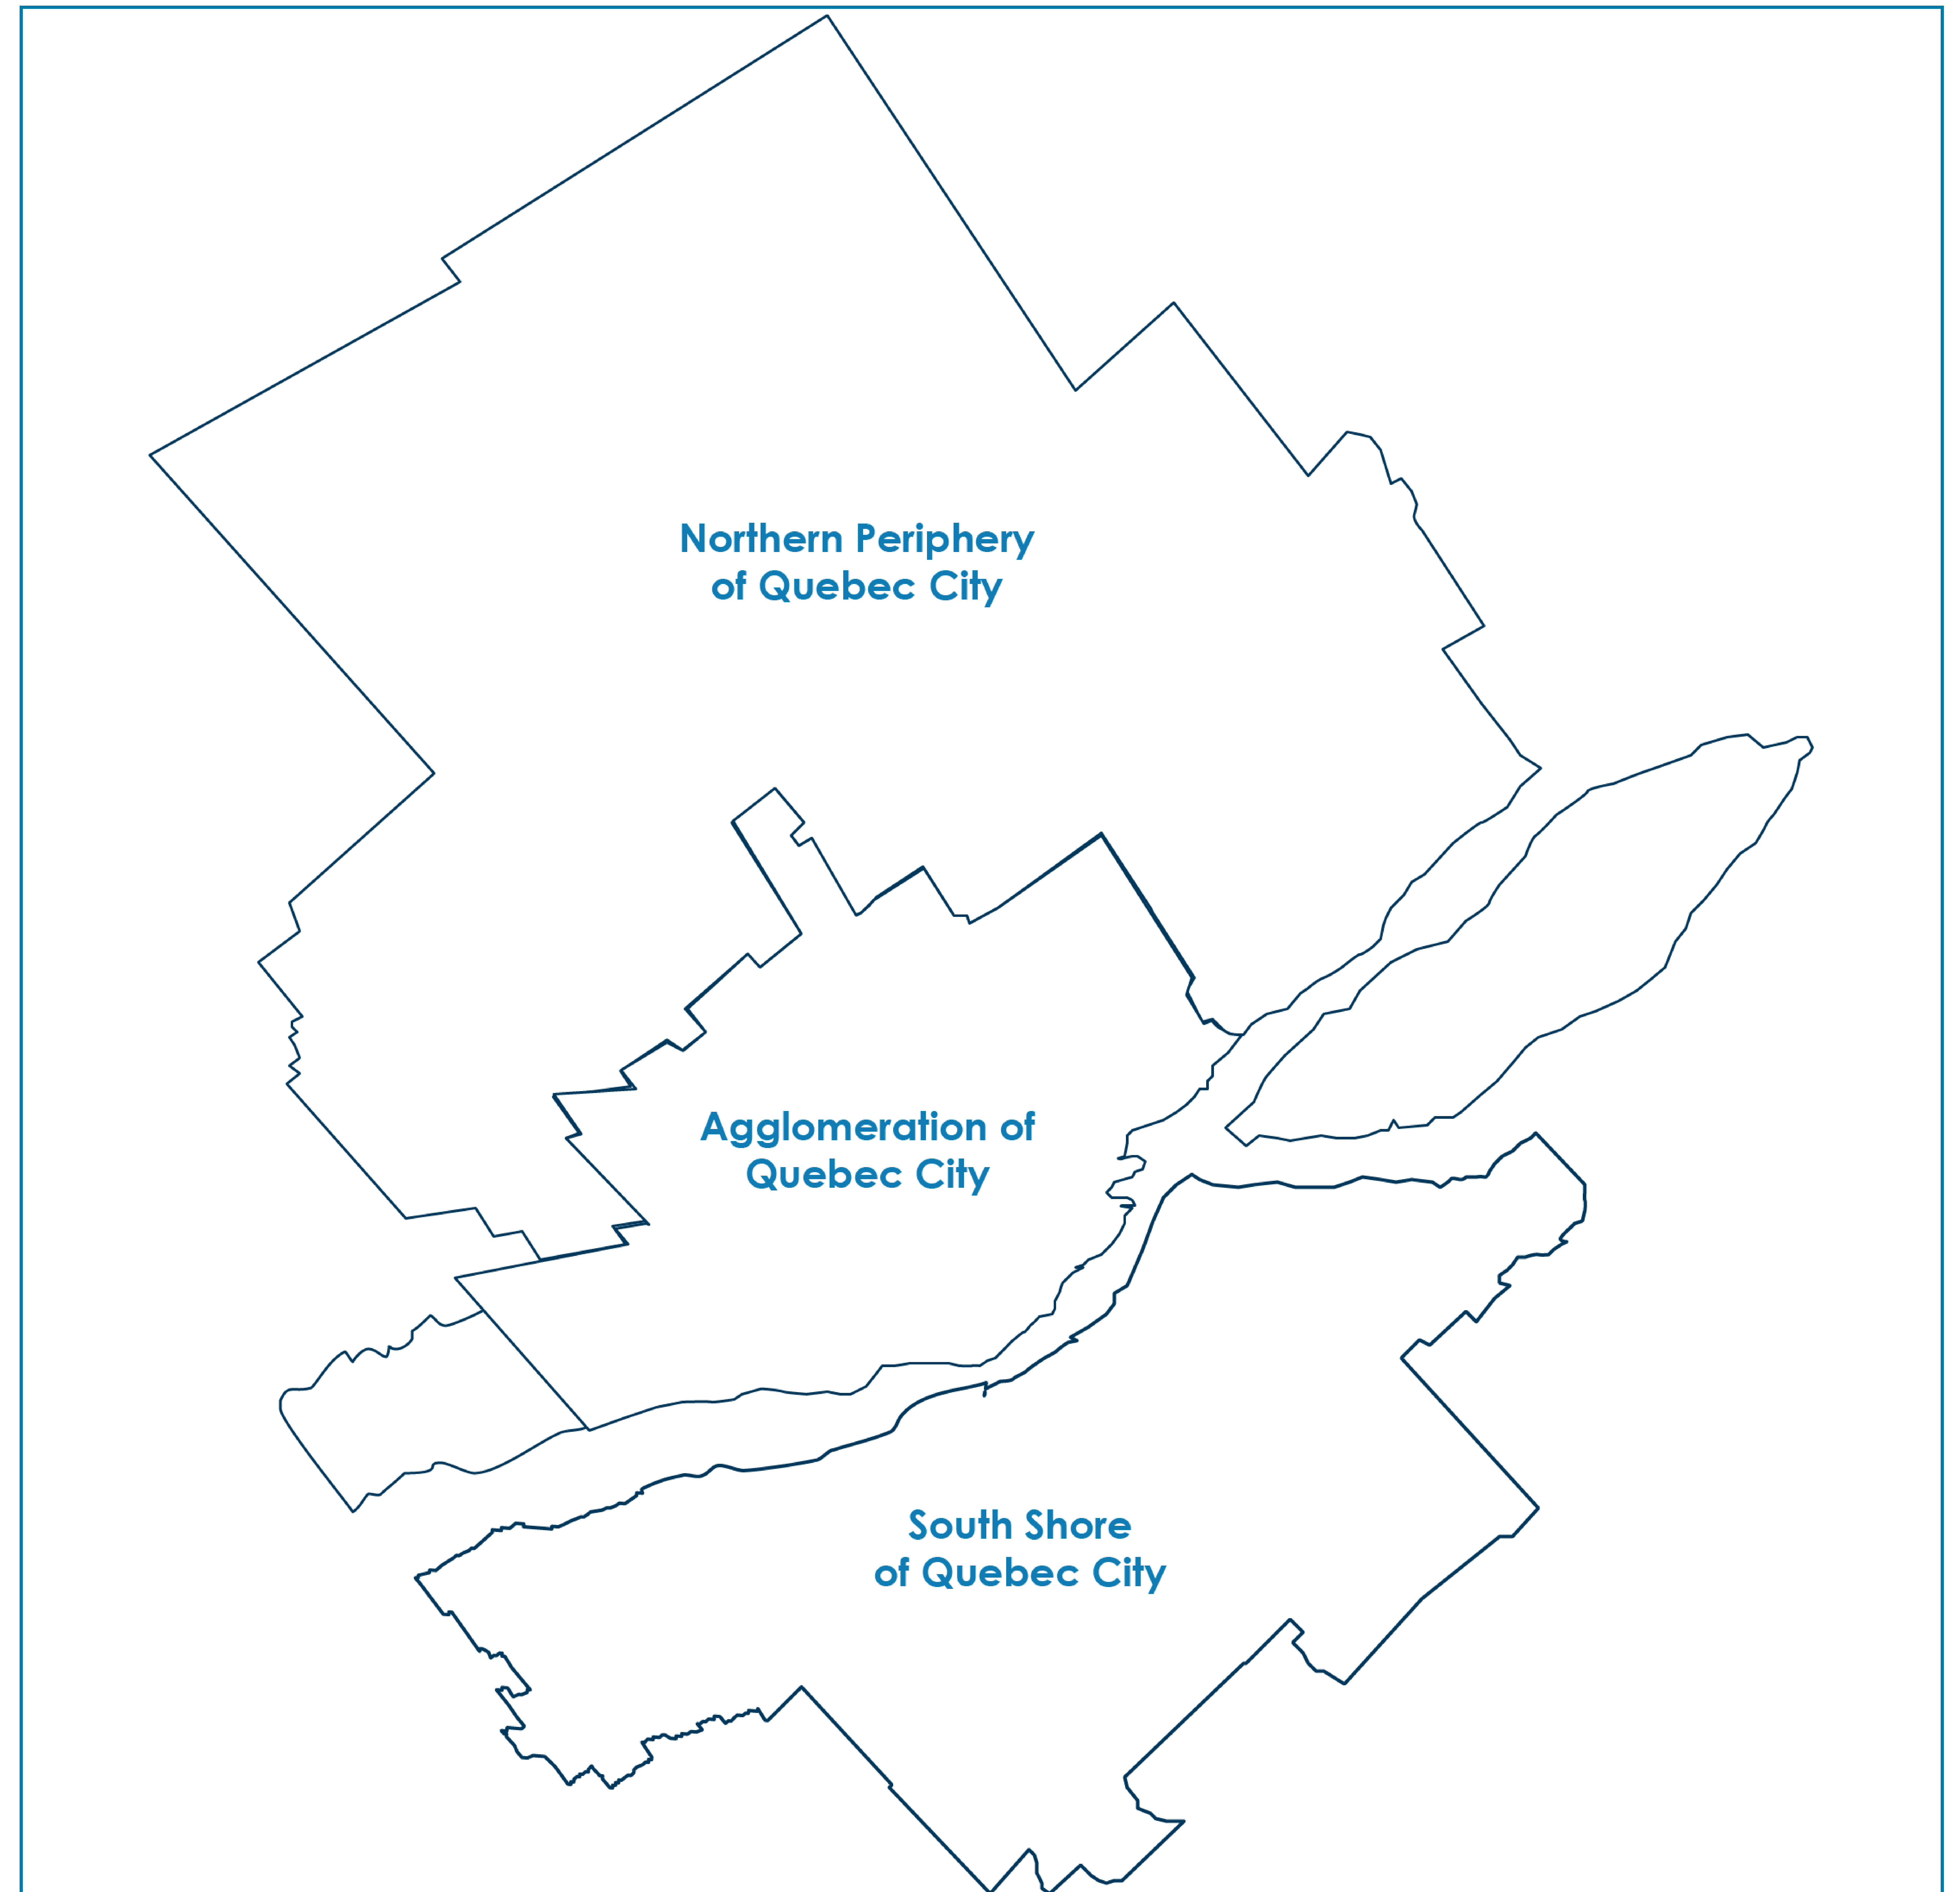 Northern Periphery
of Quebec City
Agglomeration of
Quebec City
South Shore
of Quebec City